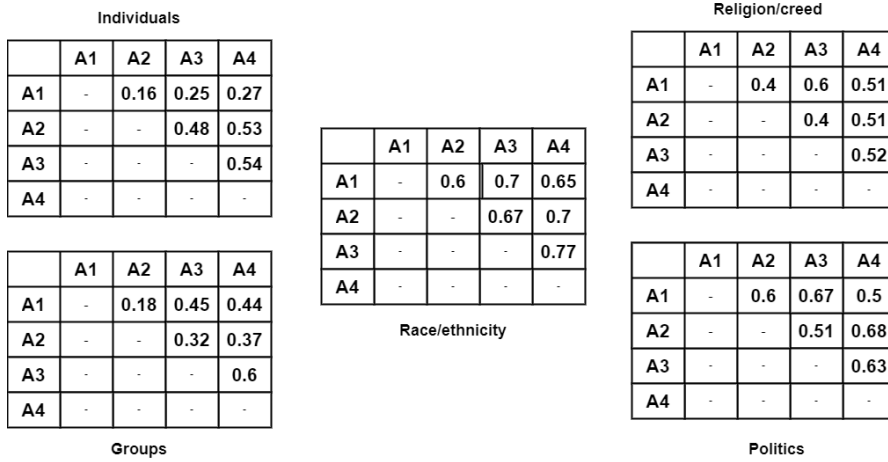 Individuals
A1 A2 A3 A4
A1 - 0.16 0.25 0.27
A2 - - 0.48 0.53
A3 - - - 0.54
A4 - - - -
A1 A2 A3 A4
A1 - 0.18 0.45 0.44
A2 - - 0.32 0.37
A3 - - - 0.6
A4 - - - -
Groups
A1 A2 A3 A4
A1 - 0.6 0.7 0.65
A2 - - 0.67 0.7
A3 - - - 0.77
A4 - - - -
Race/ethnicity
Religion/creed
A1 A2 A3 A4
A1 - 0.4 0.6 0.51
A2 - - 0.4 0.51
A3 - - - 0.52
A4 - - - -
A1 A2 A3 A4
A1 - 0.6 0.67 0.5
A2 - - 0.51 0.68
A3 - - - 0.63
A4 - - - -
Politics